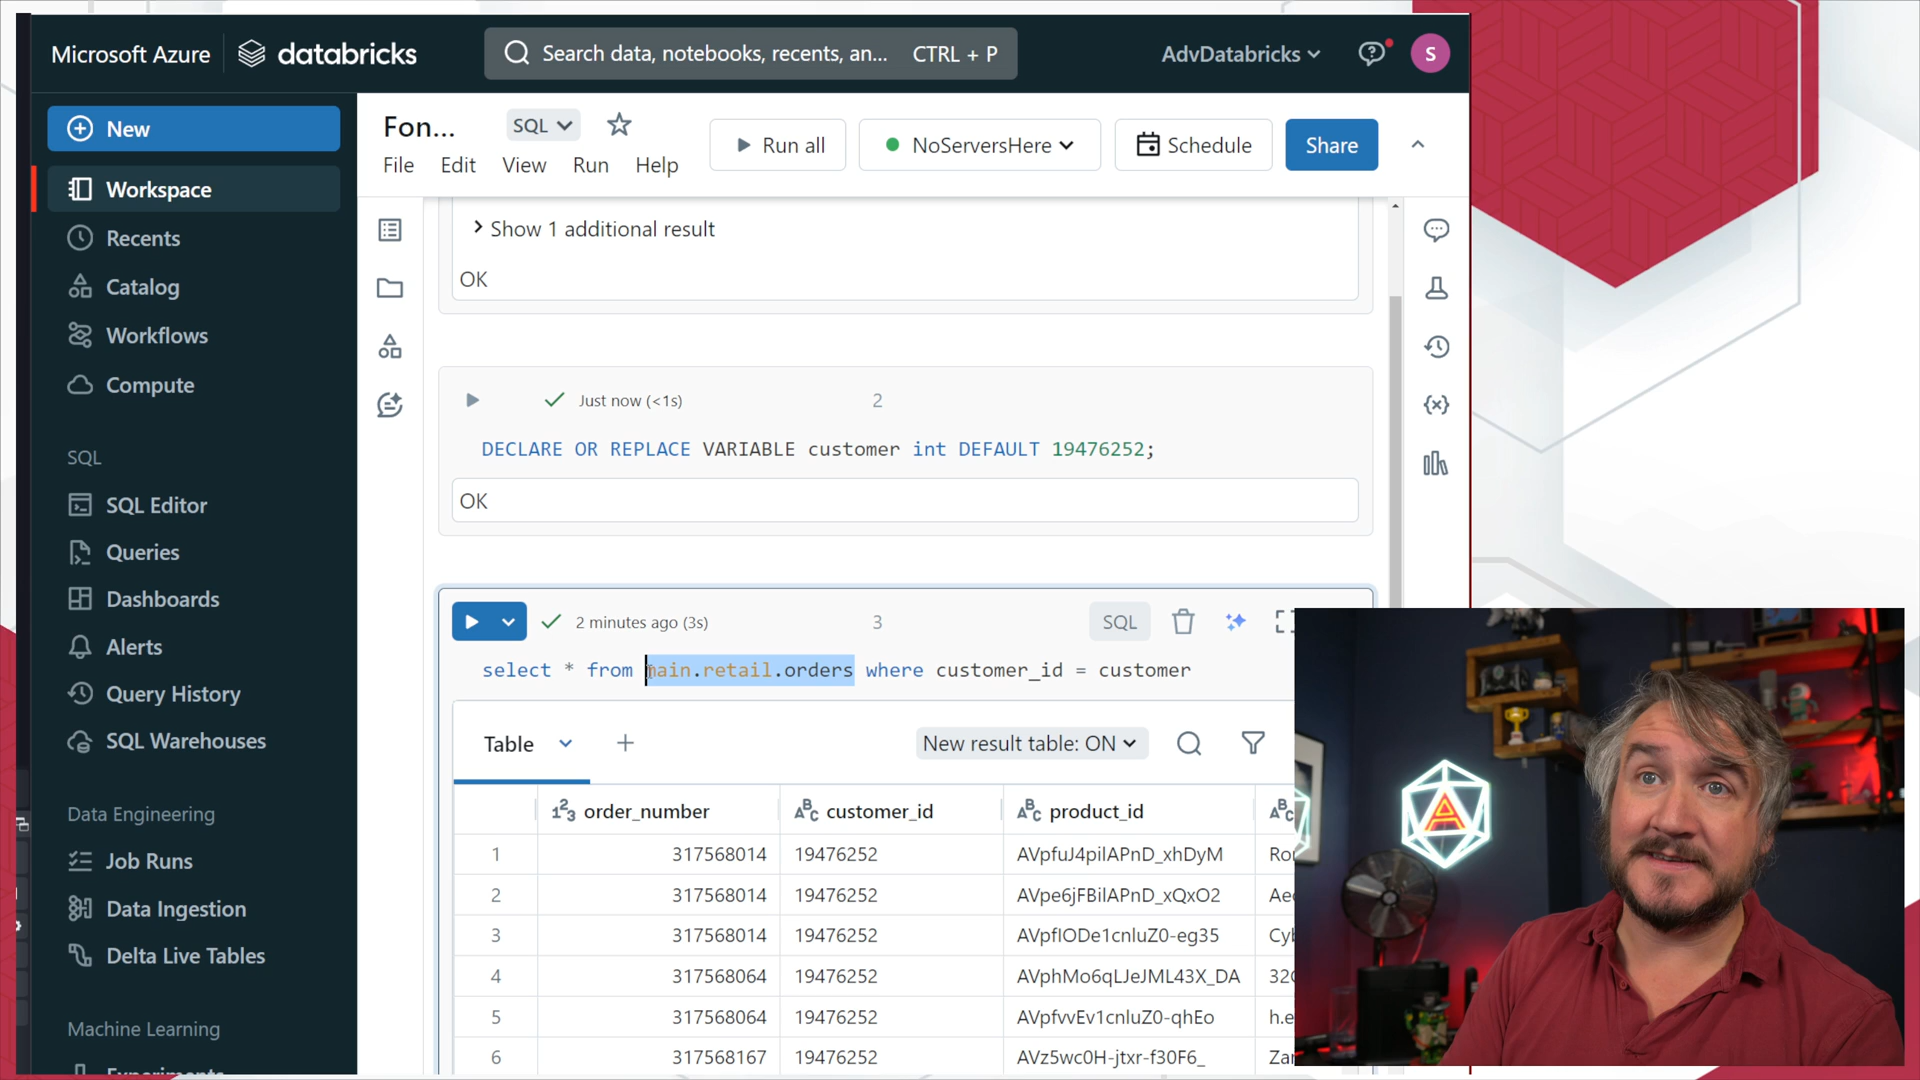 Microsoft Azure
databricks
Search data, notebooks, recents, an...
CTRL + P
AdvDatabricks
S
New
Workspace
Recents
Catalog
Workflows
Compute
SQL
SQL Editor
Queries
Dashboards
Alerts
Query History
SQL Warehouses
Data Engineering
Job Runs
Data Ingestion
Delta Live Tables
Machine Learning
Experiments
Fon...
SQL
File Edit View Run Help
Run all
NoServersHere
Schedule
Share
Show 1 additional result
OK
Just now (<1s)
2
DECLARE OR REPLACE VARIABLE customer int DEFAULT 19476252;
OK
2 minutes ago (3s)
3
SQL
select * from main.retail.orders where customer_id = customer
Table
New result table: ON
order_number customer_id product_id
1 317568014 19476252 AVpfuJ4pilAPnD_xhDyM
2 317568014 19476252 AVpe6jFBilAPnD_xQxO2
3 317568014 19476252 AVpflODe1cnluZ0-eg35
4 317568064 19476252 AVphMo6qLJeJML43X_DA
5 317568064 19476252 AVpfvvEv1cnluZ0-qhEo
6 317568167 19476252 AVz5wc0H-jtxr-f30F6_